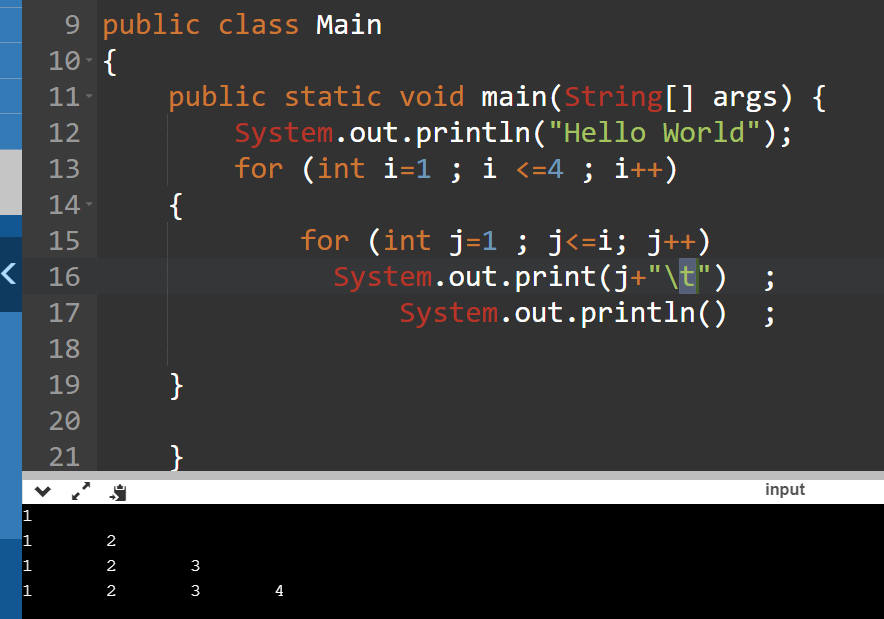 9 public class Main
10 {
11 public static void main(String[] args) {
12 System.out.println("Hello World");
13 for (int i=1 ; i <=4 ; i++)
14 {
15 for (int j=1 ; j<=i; j++)
16 System.out.print(j+"\t") ;
17 System.out.println() ;
18
19 }
20
21 }
input
1
1 2
1 2 3
1 2 3 4